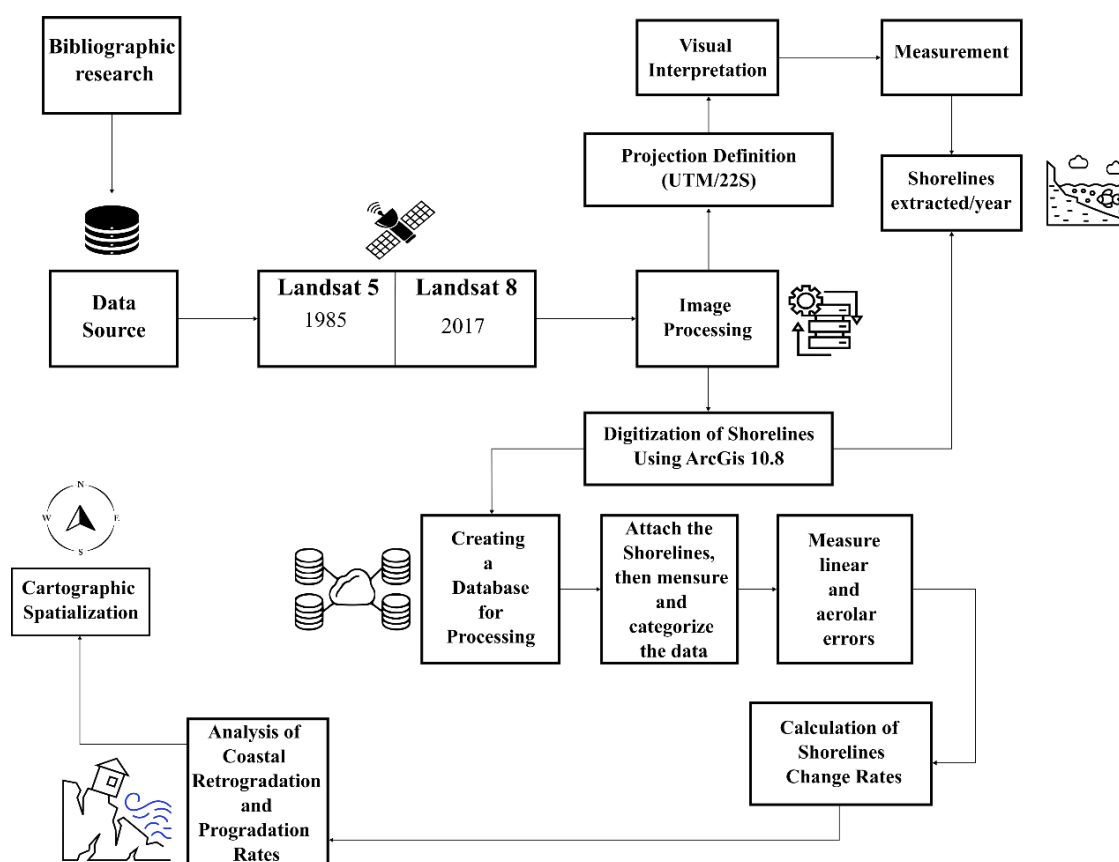 Bibliographic
research
Data
Source
Landsat 5
1985
Landsat 8
2017
Image
Processing
Projection Definition
(UTM/22S)
Visual
Interpretation
Measurement
Shorelines
extracted/year
Digitization of Shorelines
Using ArcGis 10.8
Creating
a
Database
for
Processing
Attach the
Shorelines,
then mensure
and
categorize
the data
Measure
linear
and
aerolar
errors
Calculation of
Shorelines
Change Rates
Analysis of
Coastal
Retrogradation
and
Progradation
Rates
N
W
E
S
Cartographic
Spatialization